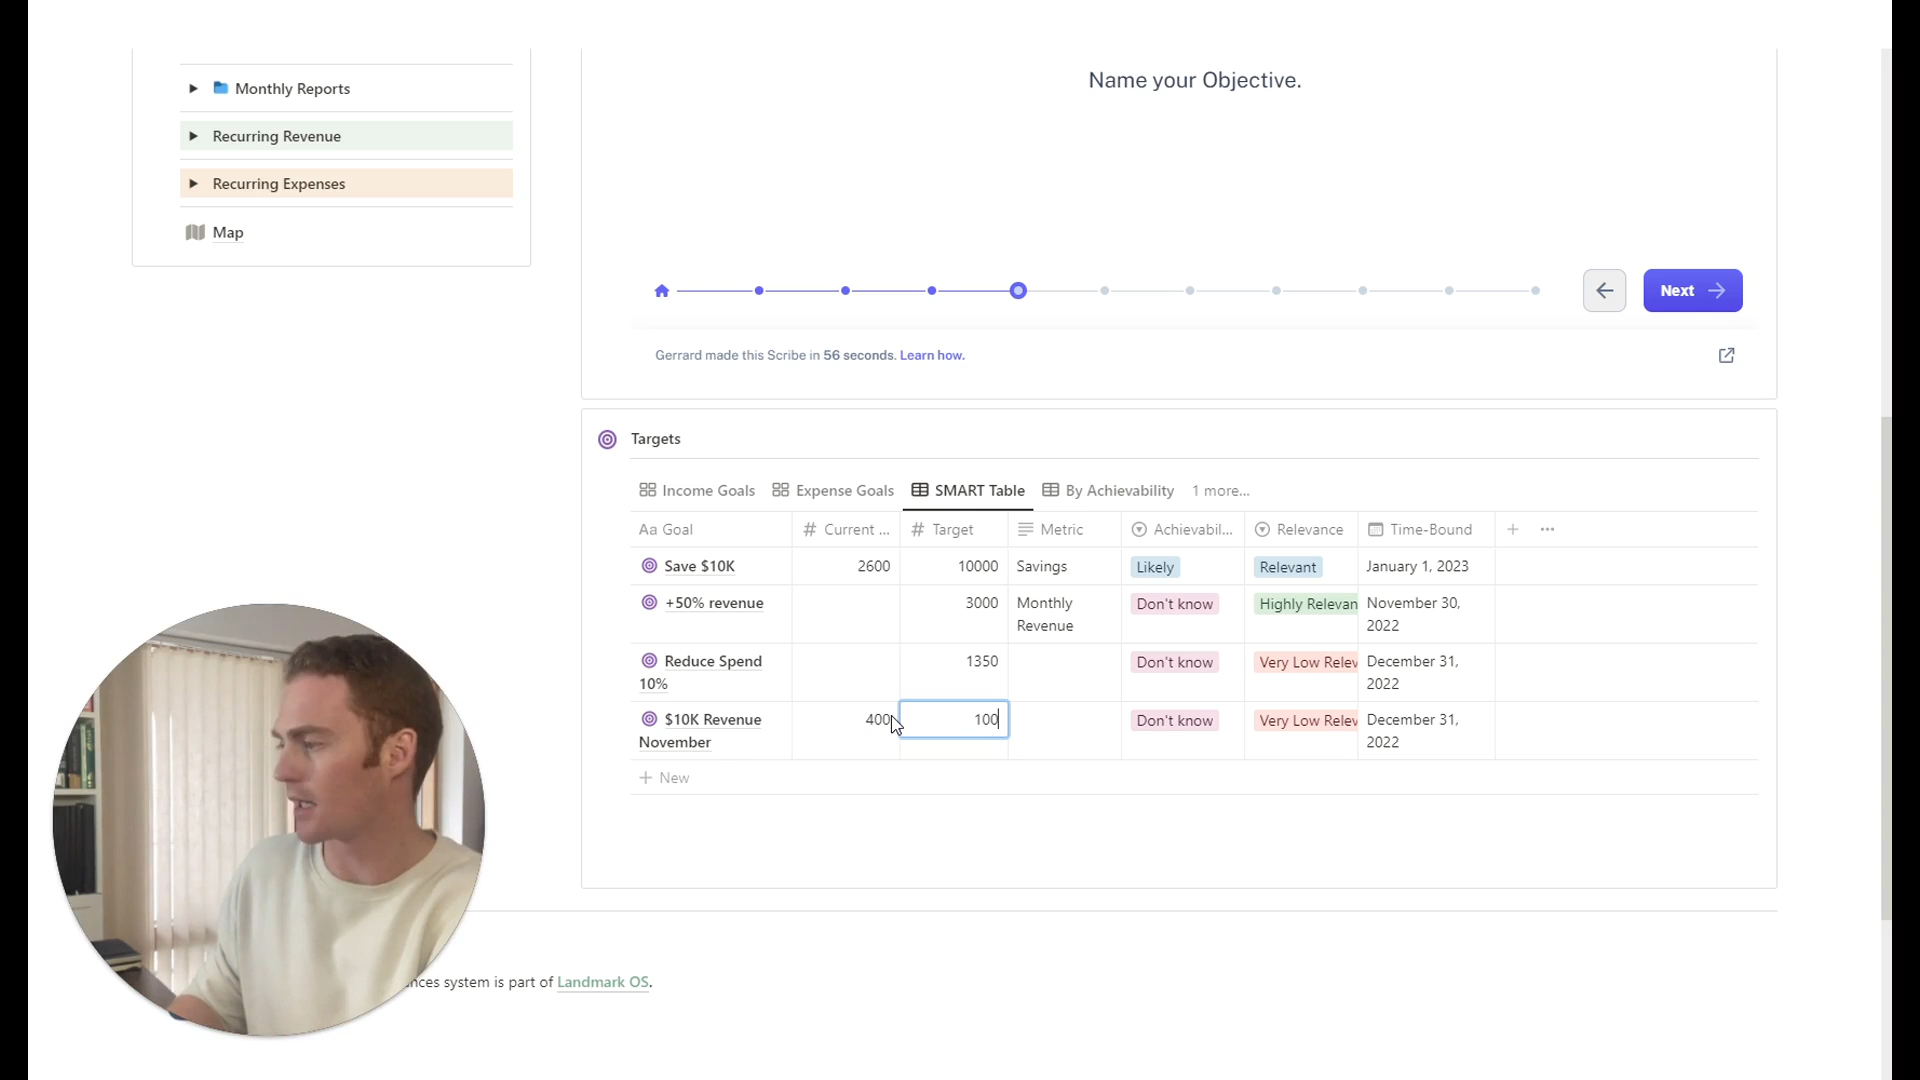 Monthly Reports
Recurring Revenue
Recurring Expenses
Map
Name your Objective.
Next
Gerrard made this Scribe in 56 seconds. Learn how.
Targets
Income Goals Expense Goals SMART Table By Achievability 1 more...
Aa Goal # Current ... # Target Metric Achievabil... Relevance Time-Bound + ...
Save $10K 2600 10000 Savings Likely Relevant January 1, 2023
+50% revenue 3000 Monthly Don't know Highly Relevan November 30,
Revenue 2022
Reduce Spend 1350 Don't know Very Low Relev December 31,
10% 2022
$10K Revenue 400 100 Don't know Very Low Relev December 31,
November 2022
+ New
nces system is part of Landmark OS.